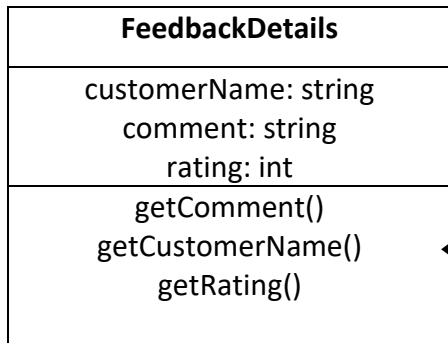 FeedbackDetails
customerName: string
comment: string
rating: int
getComment()
getCustomerName()
getRating()